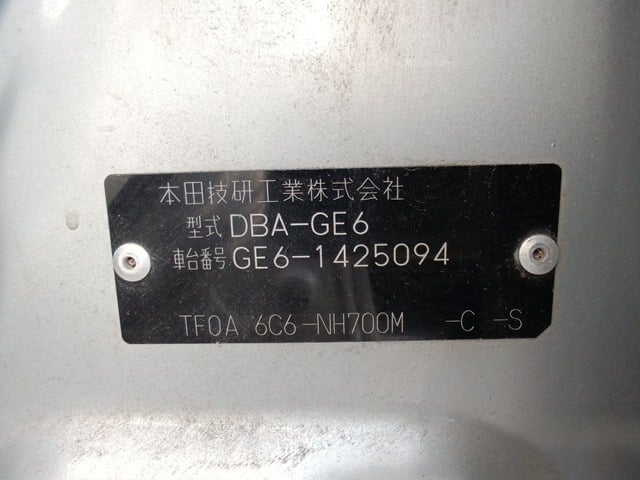 本田技研工業株式会社
型式 DBA-GE6
車台番号 GE6-1425094
TF0A 6C6-NH700M -C -S